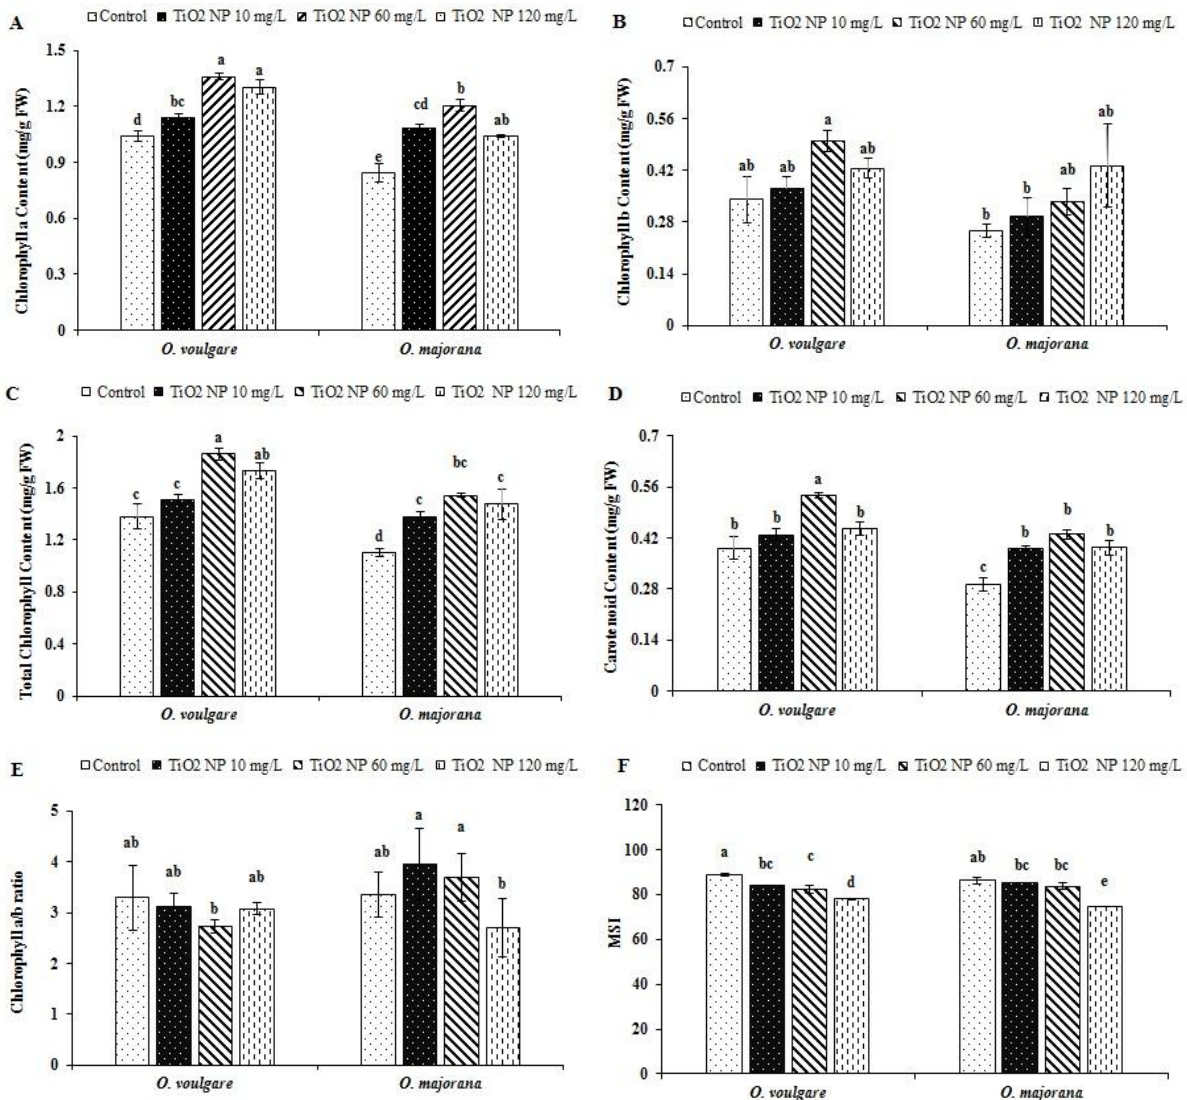 A
Control TiO2 NP 10 mg/L TiO2 NP 60 mg/L TiO2 NP 120 mg/L
Chlorophyll a Content (mg/g FW)
1.5
1.2
0.9
0.6
0.3
0
d bc a a e cd b ab
O. voulgare O. majorana
B
Control TiO2 NP 10 mg/L TiO2 NP 60 mg/L TiO2 NP 120 mg/L
Chlorophyll b Content (mg/g FW)
0.7
0.56
0.42
0.28
0.14
0
ab ab a ab b b ab ab
O. voulgare O. majorana
C
Control TiO2 NP 10 mg/L TiO2 NP 60 mg/L TiO2 NP 120 mg/L
Total Chlorophyll Content (mg/g FW)
2
1.6
1.2
0.8
0.4
0
c c a ab d c bc c
O. voulgare O. majorana
D
Control TiO2 NP 10 mg/L TiO2 NP 60 mg/L TiO2 NP 120 mg/L
Carotenoid Content (mg/g FW)
0.7
0.56
0.42
0.28
0.14
0
b b a b c b b b
O. voulgare O. majorana
E
Control TiO2 NP 10 mg/L TiO2 NP 60 mg/L TiO2 NP 120 mg/L
Chlorophyll a/b ratio
5
4
3
2
1
0
ab ab b ab ab a a b
O. voulgare O. majorana
F
Control TiO2 NP 10 mg/L TiO2 NP 60 mg/L TiO2 NP 120 mg/L
MSI
120
100
80
60
40
20
0
a bc c d ab bc bc e
O. voulgare O. majorana